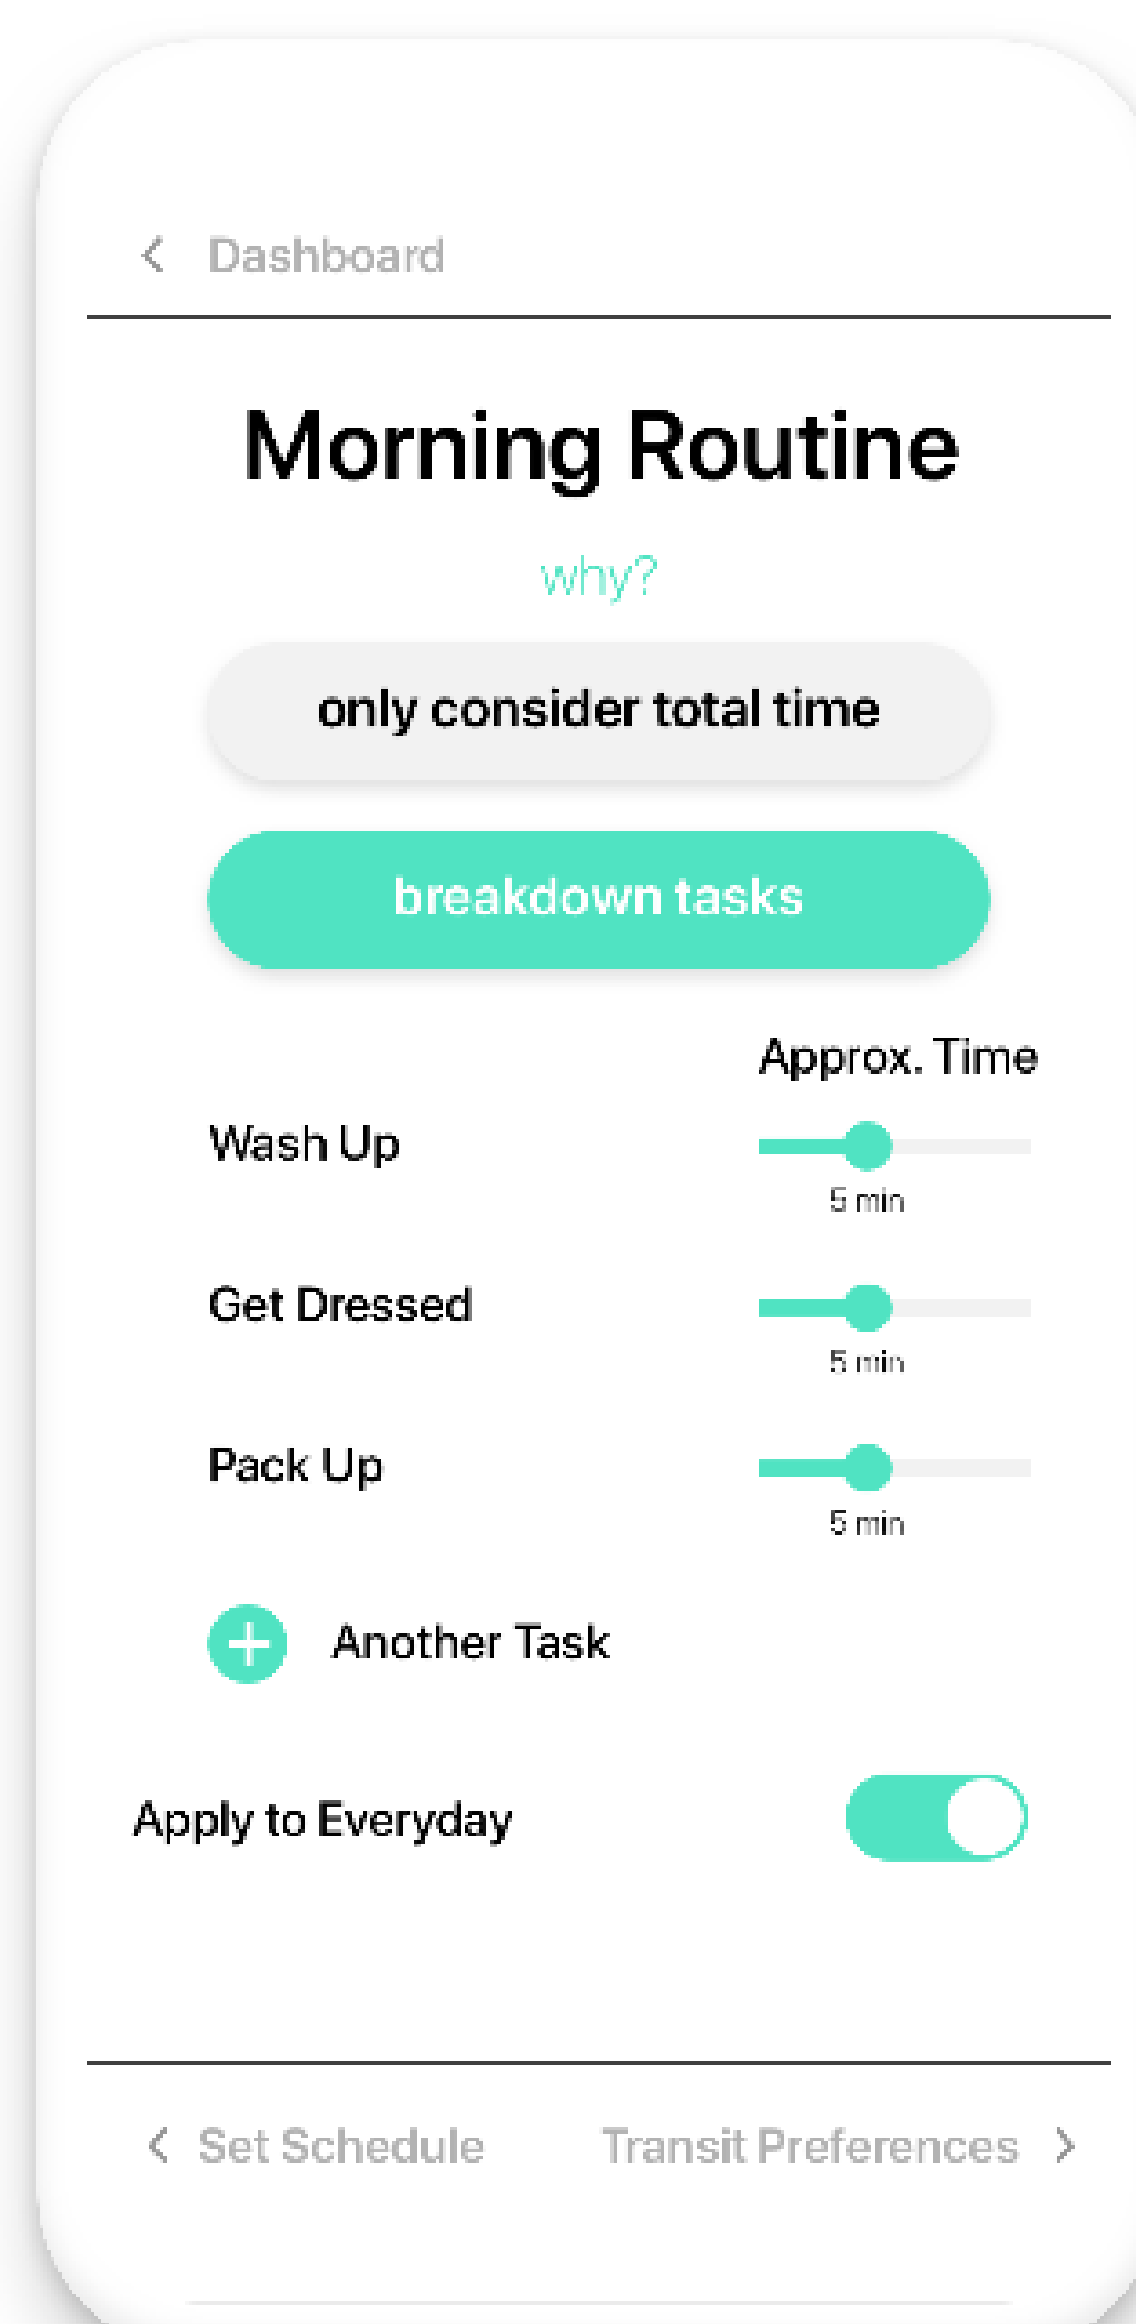 Dashboard
Morning Routine
why?
only consider total time
breakdown tasks
Approx. Time
Wash Up
5 min
Get Dressed
5 min
Pack Up
5 min
Another Task
Apply to Everyday
Set Schedule
Transit Preferences